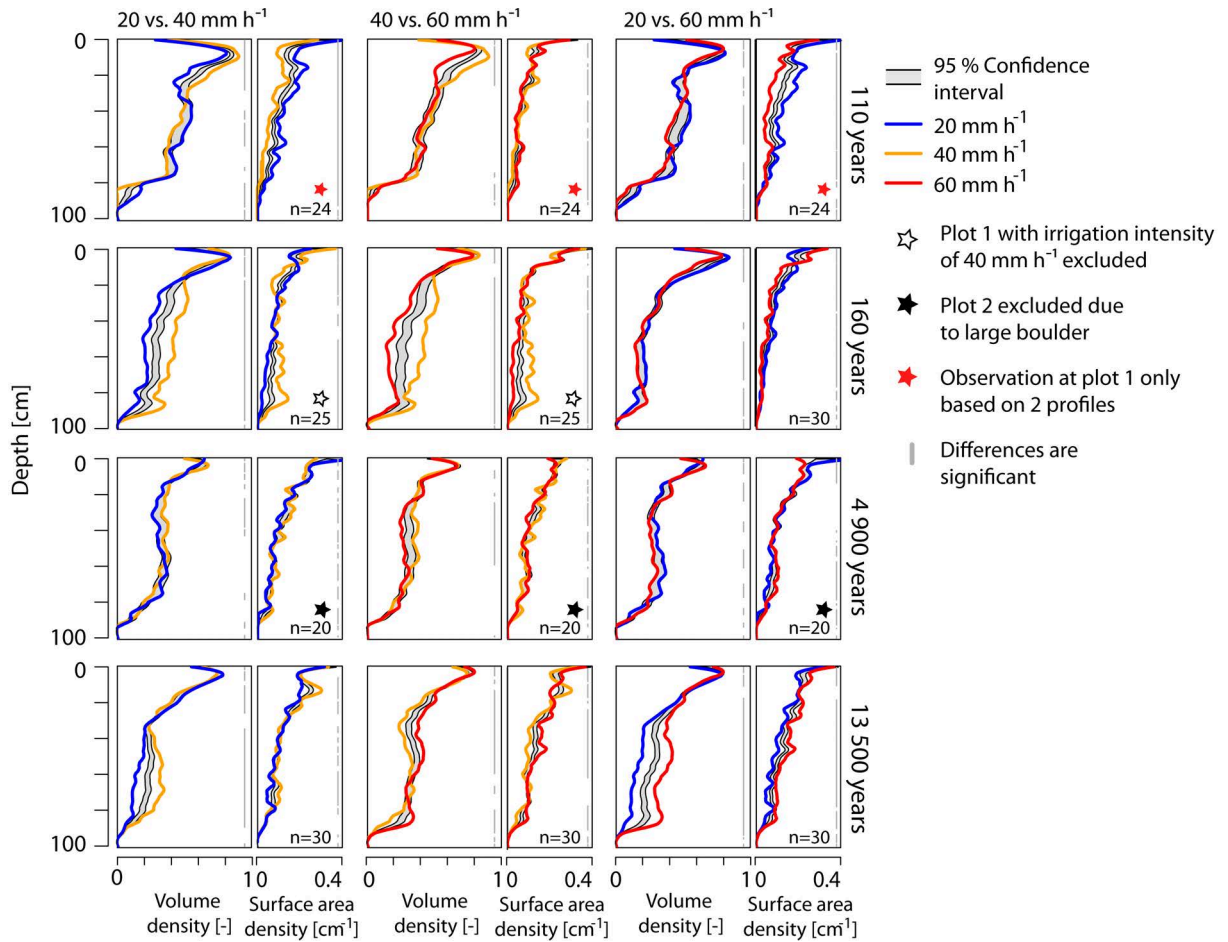 20 vs. 40 mm h⁻¹
40 vs. 60 mm h⁻¹
20 vs. 60 mm h⁻¹
0
100
n=24
n=24
n=24
110 years
0
100
n=25
n=25
n=30
160 years
0
100
n=20
n=20
n=20
4 900 years
0
100
n=30
n=30
n=30
13 500 years
Depth [cm]
0
1
0
0.4
0
1
0
0.4
0
1
0
0.4
Volume
density [-]
Surface area
density [cm⁻¹]
Volume
density [-]
Surface area
density [cm⁻¹]
Volume
density [-]
Surface area
density [cm⁻¹]
95 % Confidence
interval
20 mm h⁻¹
40 mm h⁻¹
60 mm h⁻¹
Plot 1 with irrigation intensity
of 40 mm h⁻¹ excluded
Plot 2 excluded due
to large boulder
Observation at plot 1 only
based on 2 profiles
Differences are
significant